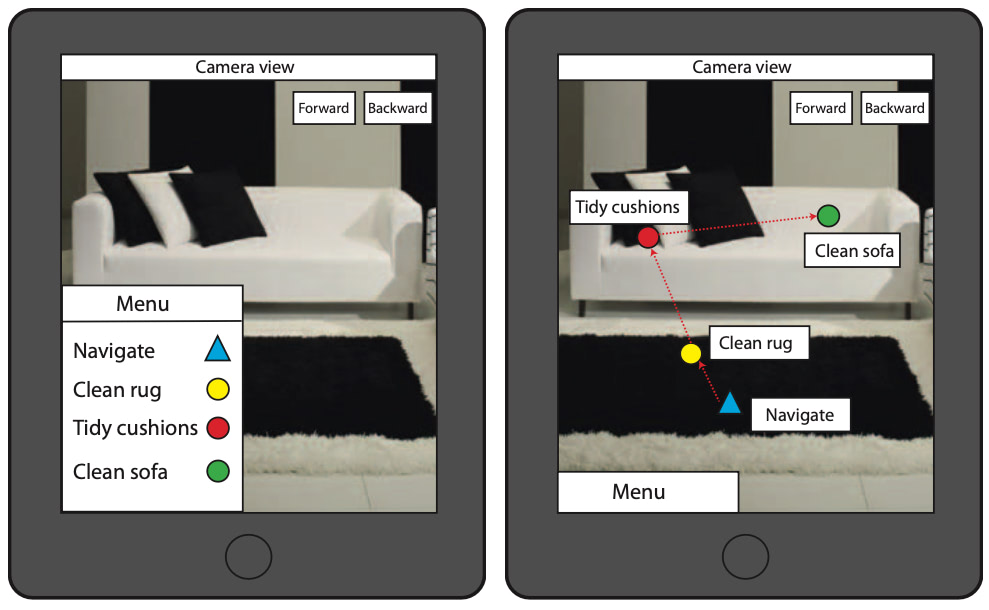 Camera view
Forward
Backward
Menu
Navigate
Clean rug
Tidy cushions
Clean sofa
Camera view
Forward
Backward
Tidy cushions
Clean sofa
Clean rug
Navigate
Menu